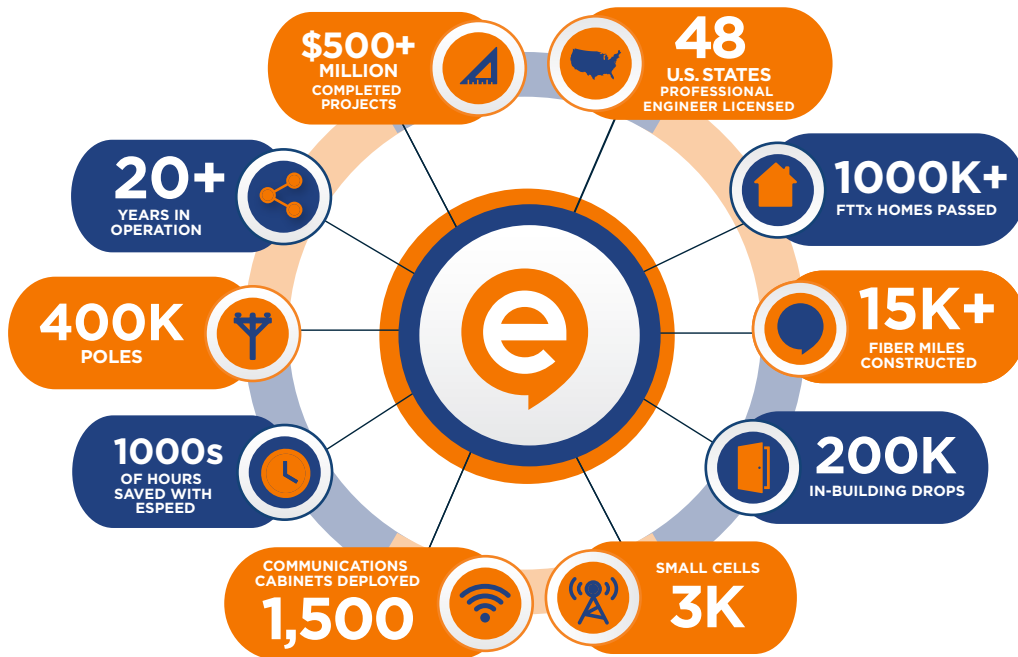 $500+
MILLION
COMPLETED
PROJECTS
48
U.S. STATES
PROFESSIONAL
ENGINEER LICENSED
20+
YEARS IN
OPERATION
1000K+
FTTx HOMES PASSED
400K
POLES
15K+
FIBER MILES
CONSTRUCTED
e
1000s
OF HOURS
SAVED WITH
ESPEED
200K
IN-BUILDING DROPS
COMMUNICATIONS
CABINETS DEPLOYED
1,500
SMALL CELLS
3K